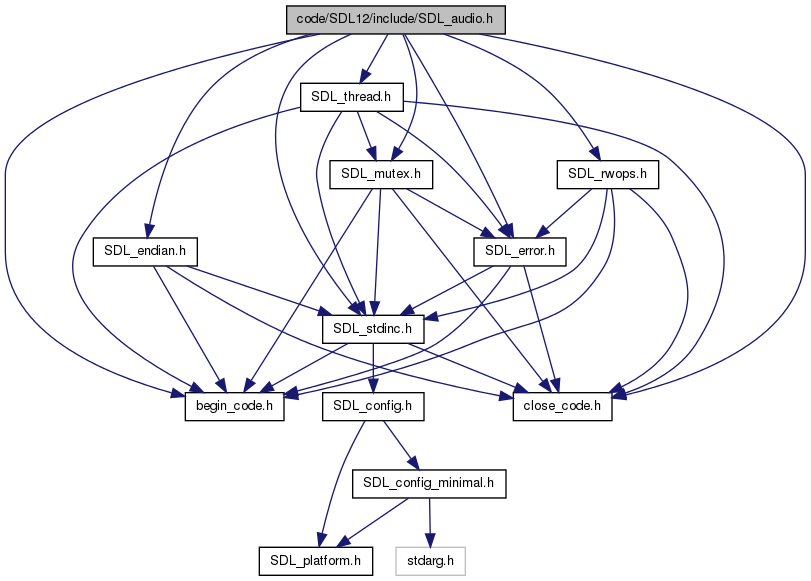 code/SDL12/include/SDL_audio.h
SDL_thread.h
SDL_mutex.h
SDL_rwops.h
SDL_endian.h
SDL_error.h
SDL_stdinc.h
begin_code.h
SDL_config.h
close_code.h
SDL_config_minimal.h
SDL_platform.h
stdarg.h